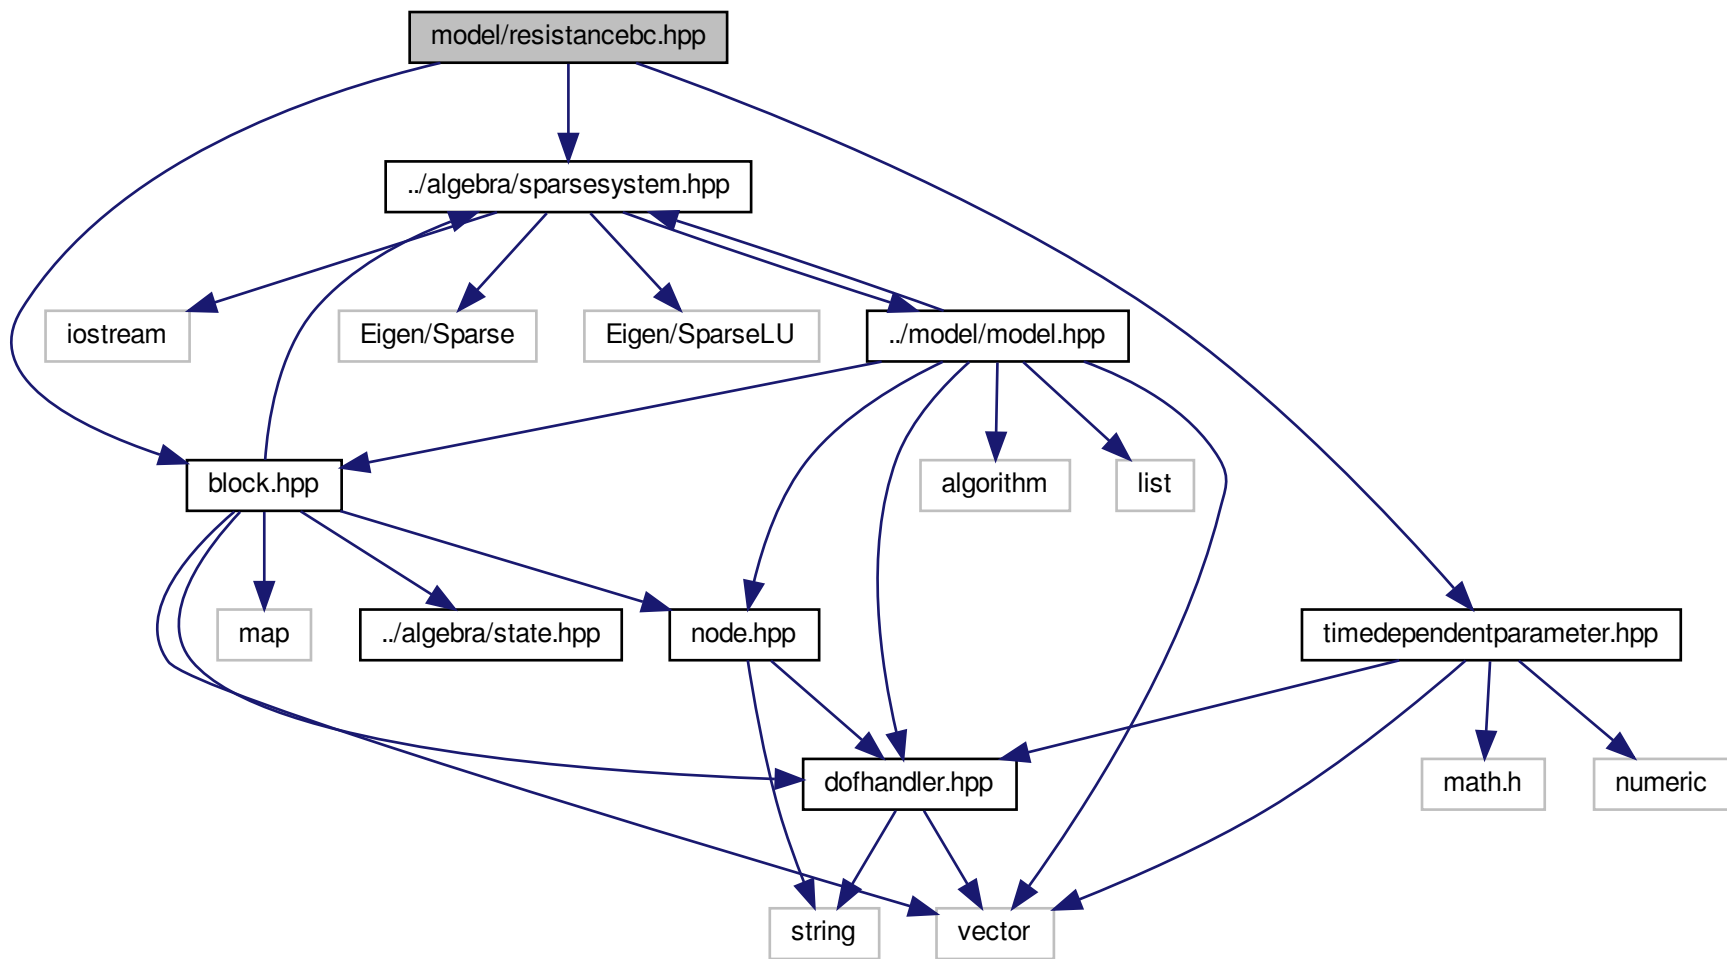 model/resistancebc.hpp
../algebra/sparsesystem.hpp
iostream
Eigen/Sparse
Eigen/SparseLU
../model/model.hpp
block.hpp
algorithm
list
map
../algebra/state.hpp
node.hpp
timedependentparameter.hpp
dofhandler.hpp
math.h
numeric
string
vector